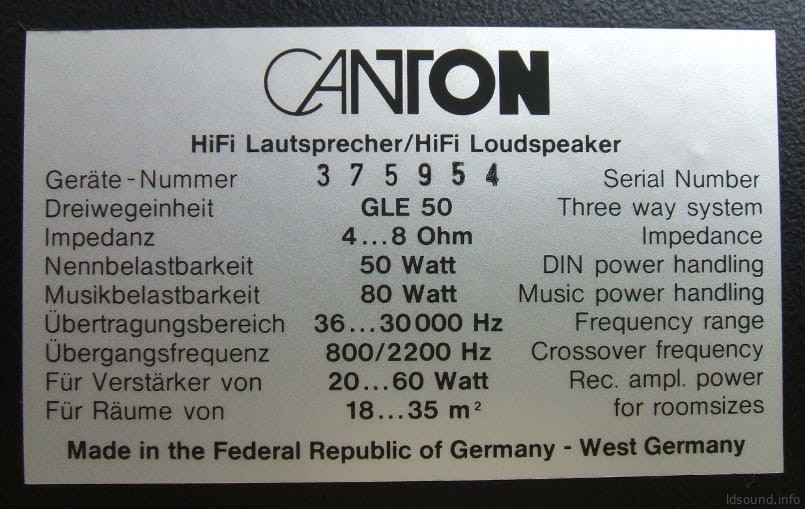 CANTON
HiFi Lautsprecher/HiFi Loudspeaker
Geräte-Nummer 375954 Serial Number
Dreiwegeinheit GLE 50 Three way system
Impedanz 4...8 Ohm Impedance
Nennbelastbarkeit 50 Watt DIN power handling
Musikbelastbarkeit 80 Watt Music power handling
Übertragungsbereich 36...30000 Hz Frequency range
Übergangsfrequenz 800/2200 Hz Crossover frequency
Für Verstärker von 20...60 Watt Rec. ampl. power
Für Räume von 18...35 m² for roomsizes
Made in the Federal Republic of Germany - West Germany
ldsound.info